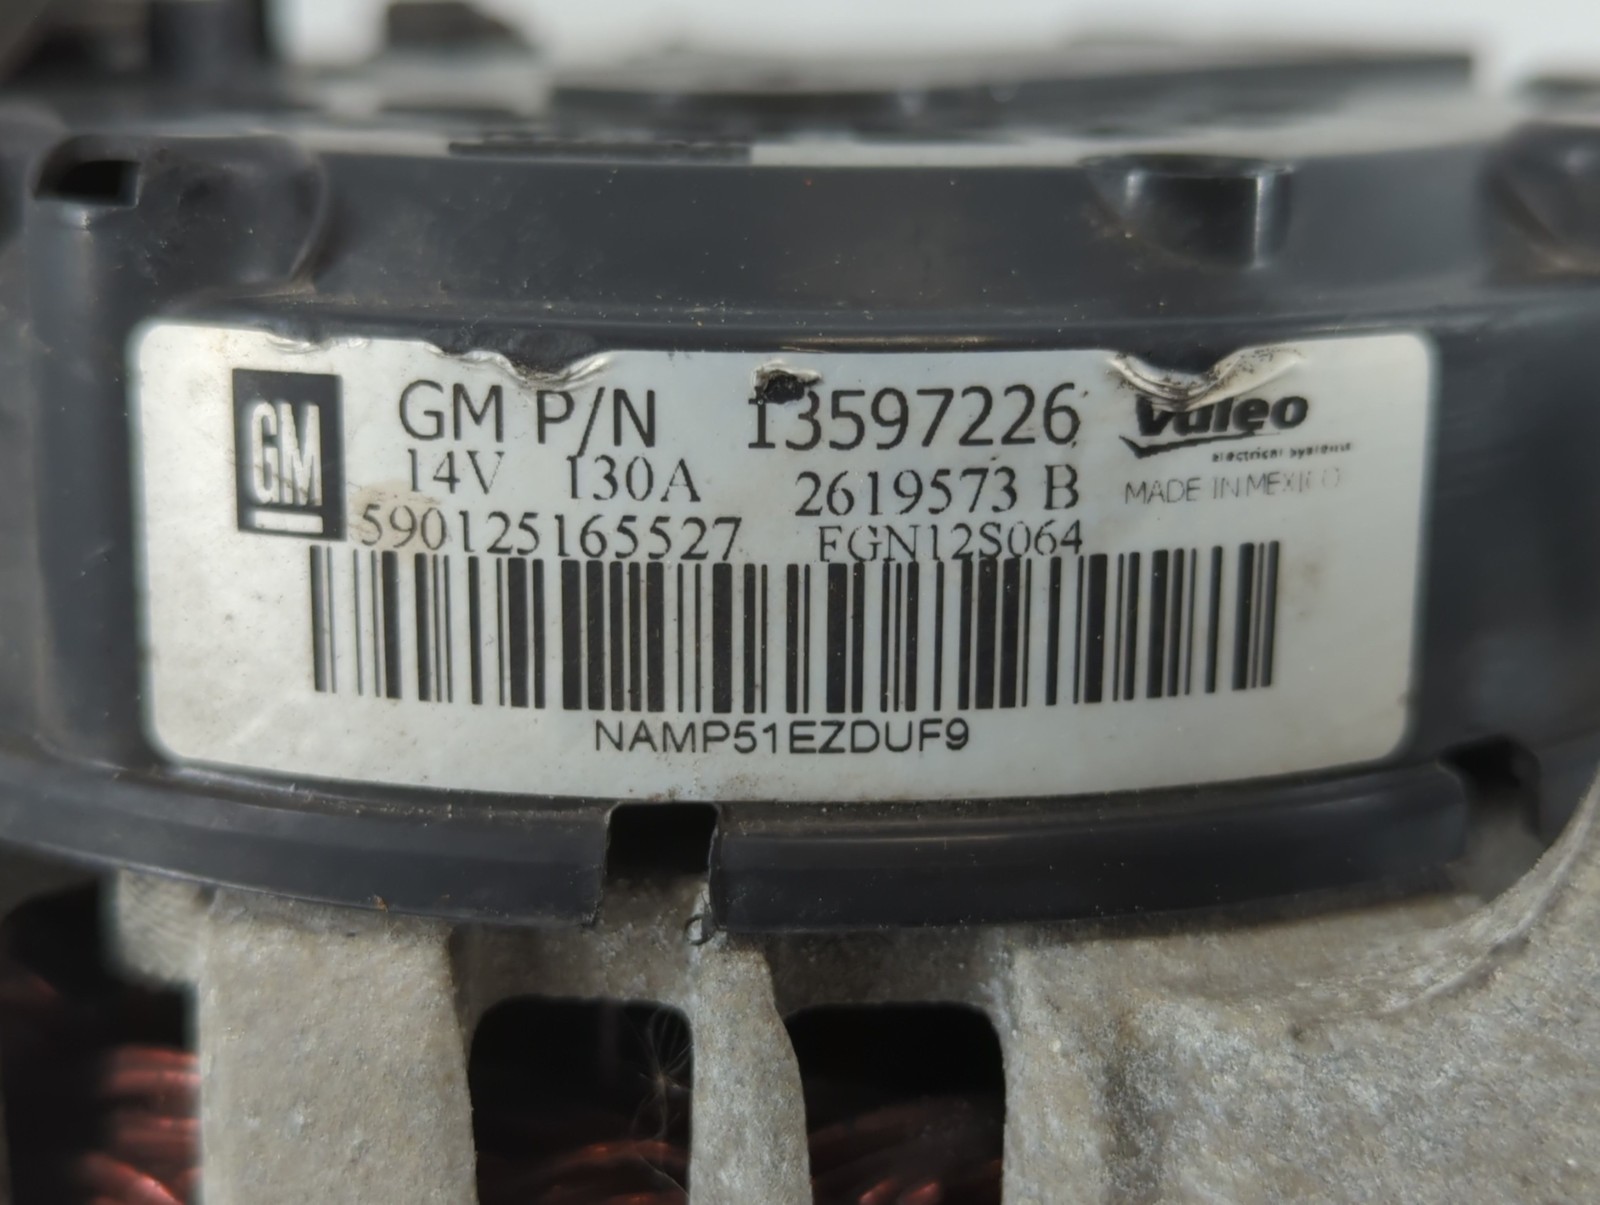 GM
GM P/N 13597226
Valeo
electrical systems
14V 130A 2619573 B
MADE IN MEXICO
590125165527 FGN12S064
NAMP51EZDUF9